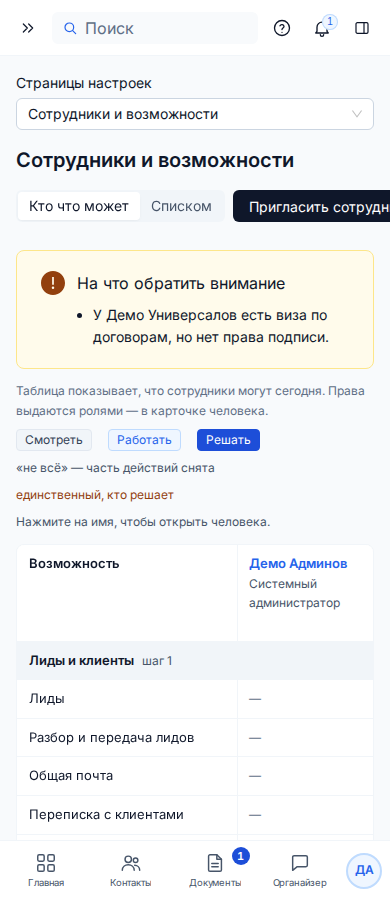 Поиск
1
Страницы настроек
Сотрудники и возможности
Сотрудники и возможности
Кто что может
Списком
Пригласить сотрудн
На что обратить внимание
У Демо Универсалов есть виза по
договорам, но нет права подписи.
Таблица показывает, что сотрудники могут сегодня. Права
выдаются ролями — в карточке человека.
Смотреть
Работать
Решать
«не всё» — часть действий снята
единственный, кто решает
Нажмите на имя, чтобы открыть человека.
Возможность
Демо Админов
Системный
администратор
Лиды и клиенты шаг 1
Лиды —
Разбор и передача лидов —
Общая почта —
Переписка с клиентами —
Главная
Контакты
1
Документы
Органайзер
ДА